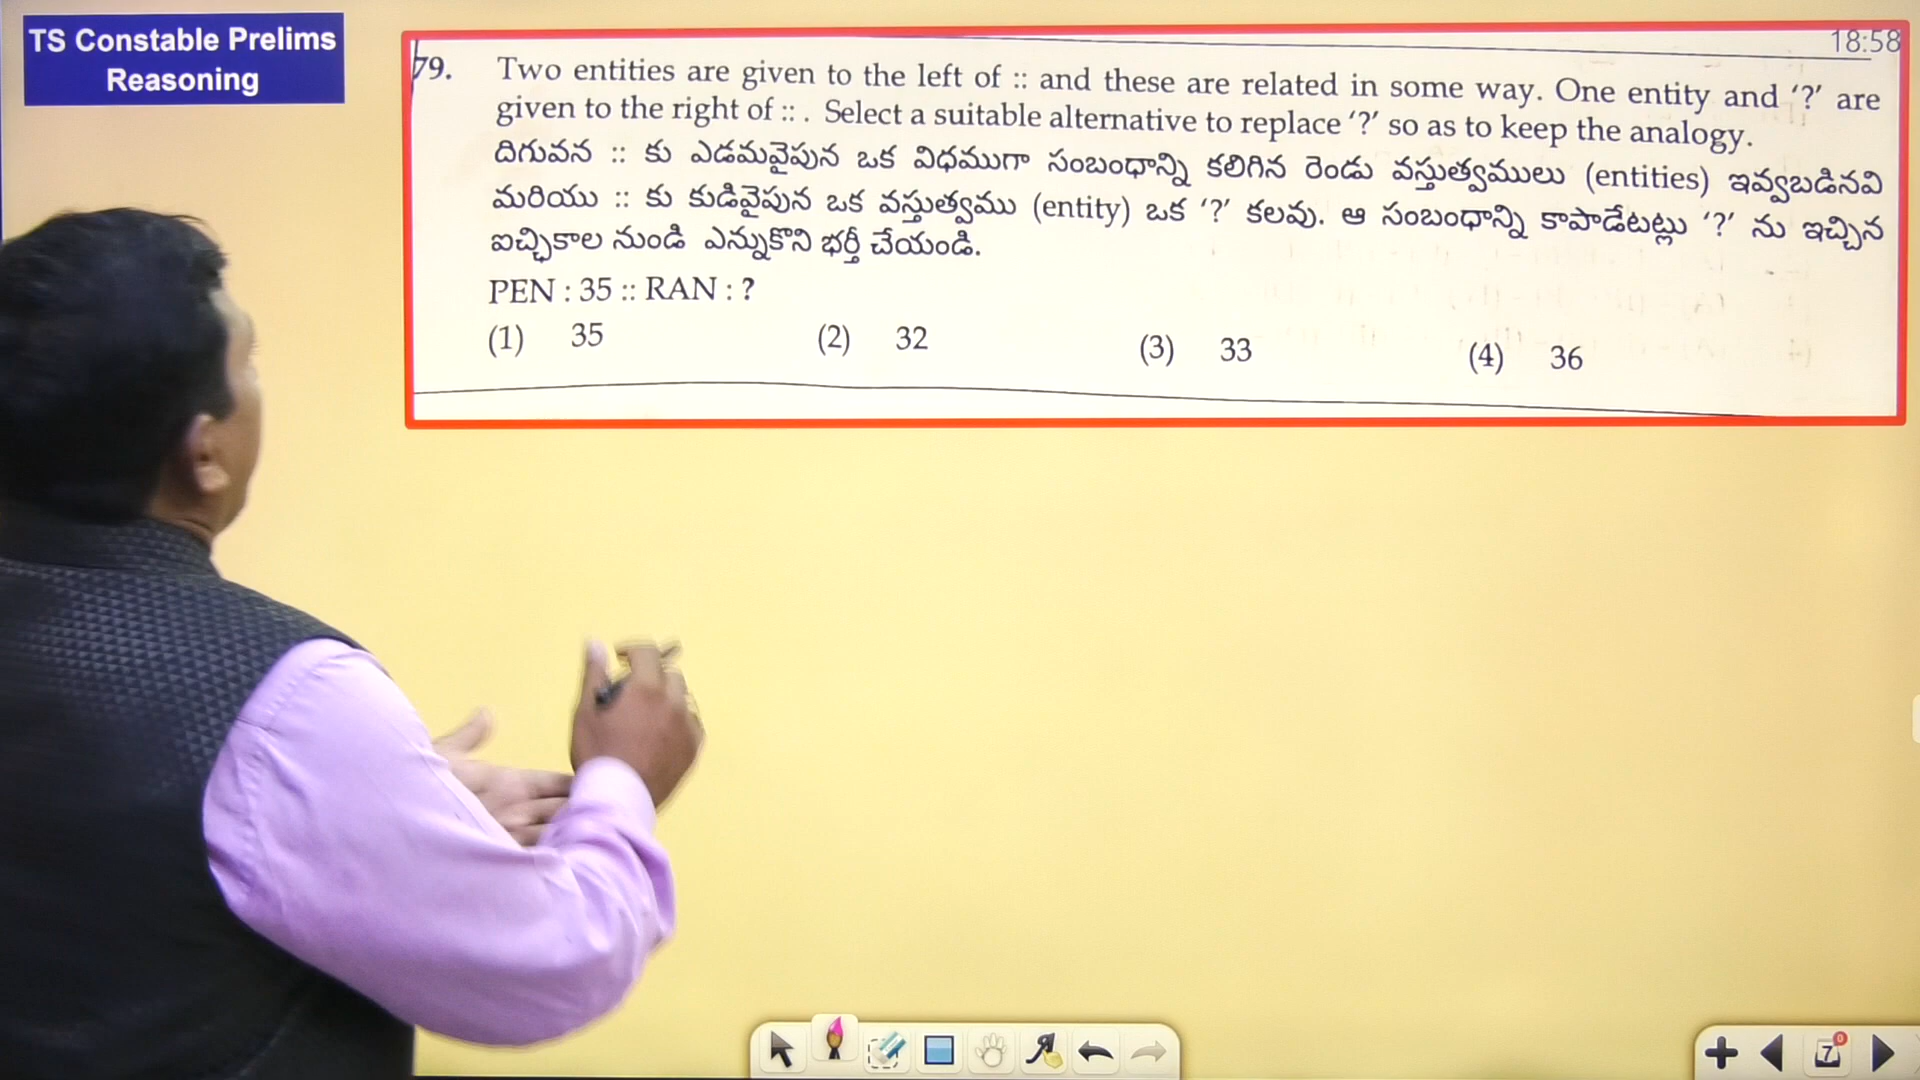 TS Constable Prelims
Reasoning
18:58
79. Two entities are given to the left of :: and these are related in some way. One entity and ‘?’ are
given to the right of :: . Select a suitable alternative to replace ‘?’ so as to keep the analogy.
దిగువన :: కు ఎడమవైపున ఒక విధముగా సంబంధాన్ని కలిగిన రెండు వస్తుత్వములు (entities) ఇవ్వబడినవి
మరియు :: కు కుడివైపున ఒక వస్తుత్వము (entity) ఒక ‘?’ కలవు. ఆ సంబంధాన్ని కాపాడేటట్లు ‘?’ ను ఇచ్చిన
ఐచ్ఛికాల నుండి ఎన్నుకొని భర్తీ చేయండి.
PEN : 35 :: RAN : ?
(1) 35 (2) 32 (3) 33 (4) 36
7 0